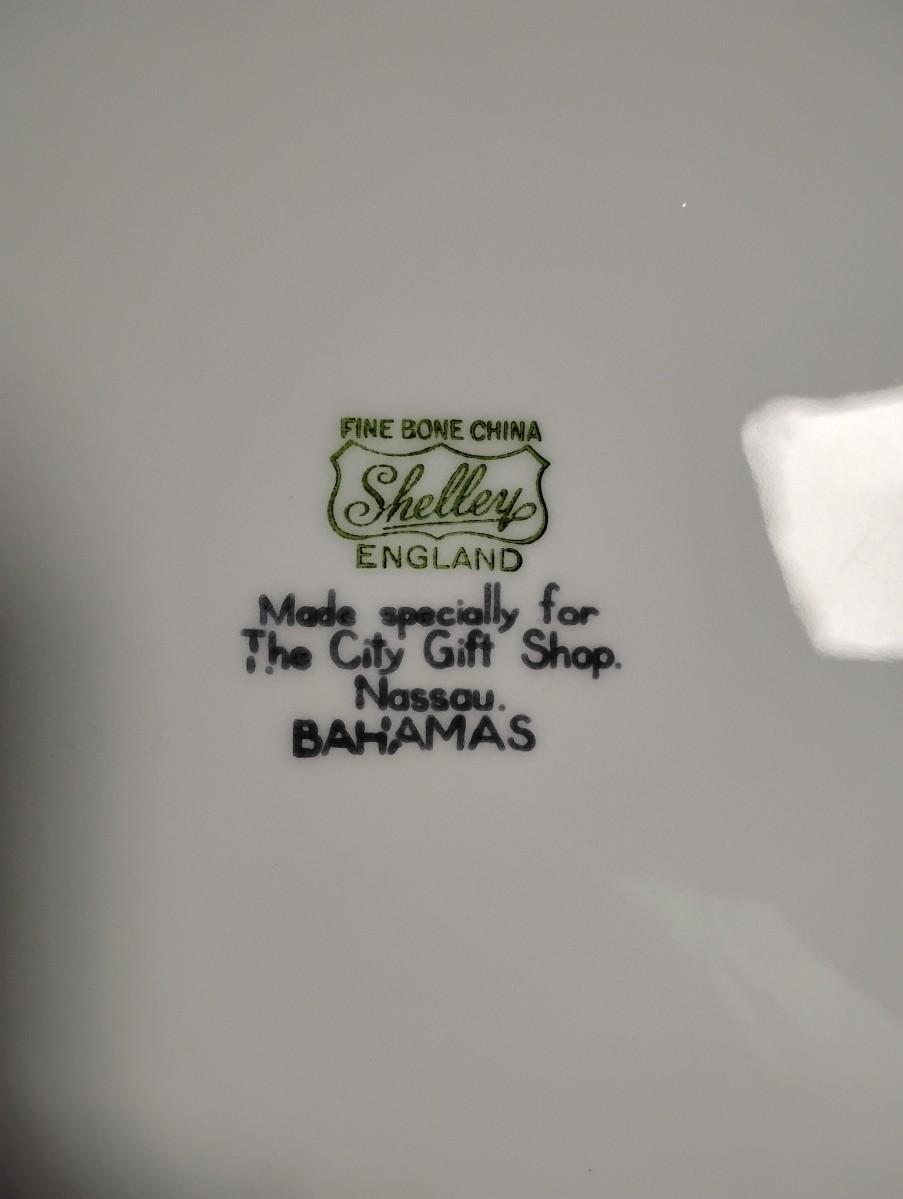 FINE BONE CHINA
Shelley
ENGLAND
Made specially for
The City Gift Shop.
Nassau.
BAHAMAS